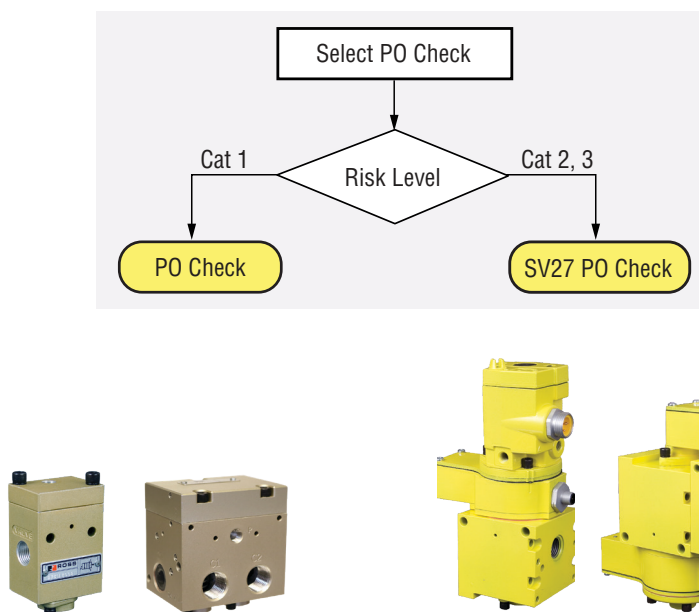 Select PO Check
Cat 1
Cat 2, 3
Risk Level
PO Check
SV27 PO Check
ROSS